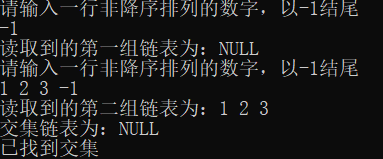 请输入一行非降序排列的数字，以-1结尾
-1
读取到的第一组链表为：NULL
请输入一行非降序排列的数字，以-1结尾
1 2 3 -1
读取到的第二组链表为：1 2 3
交集链表为：NULL
已找到交集